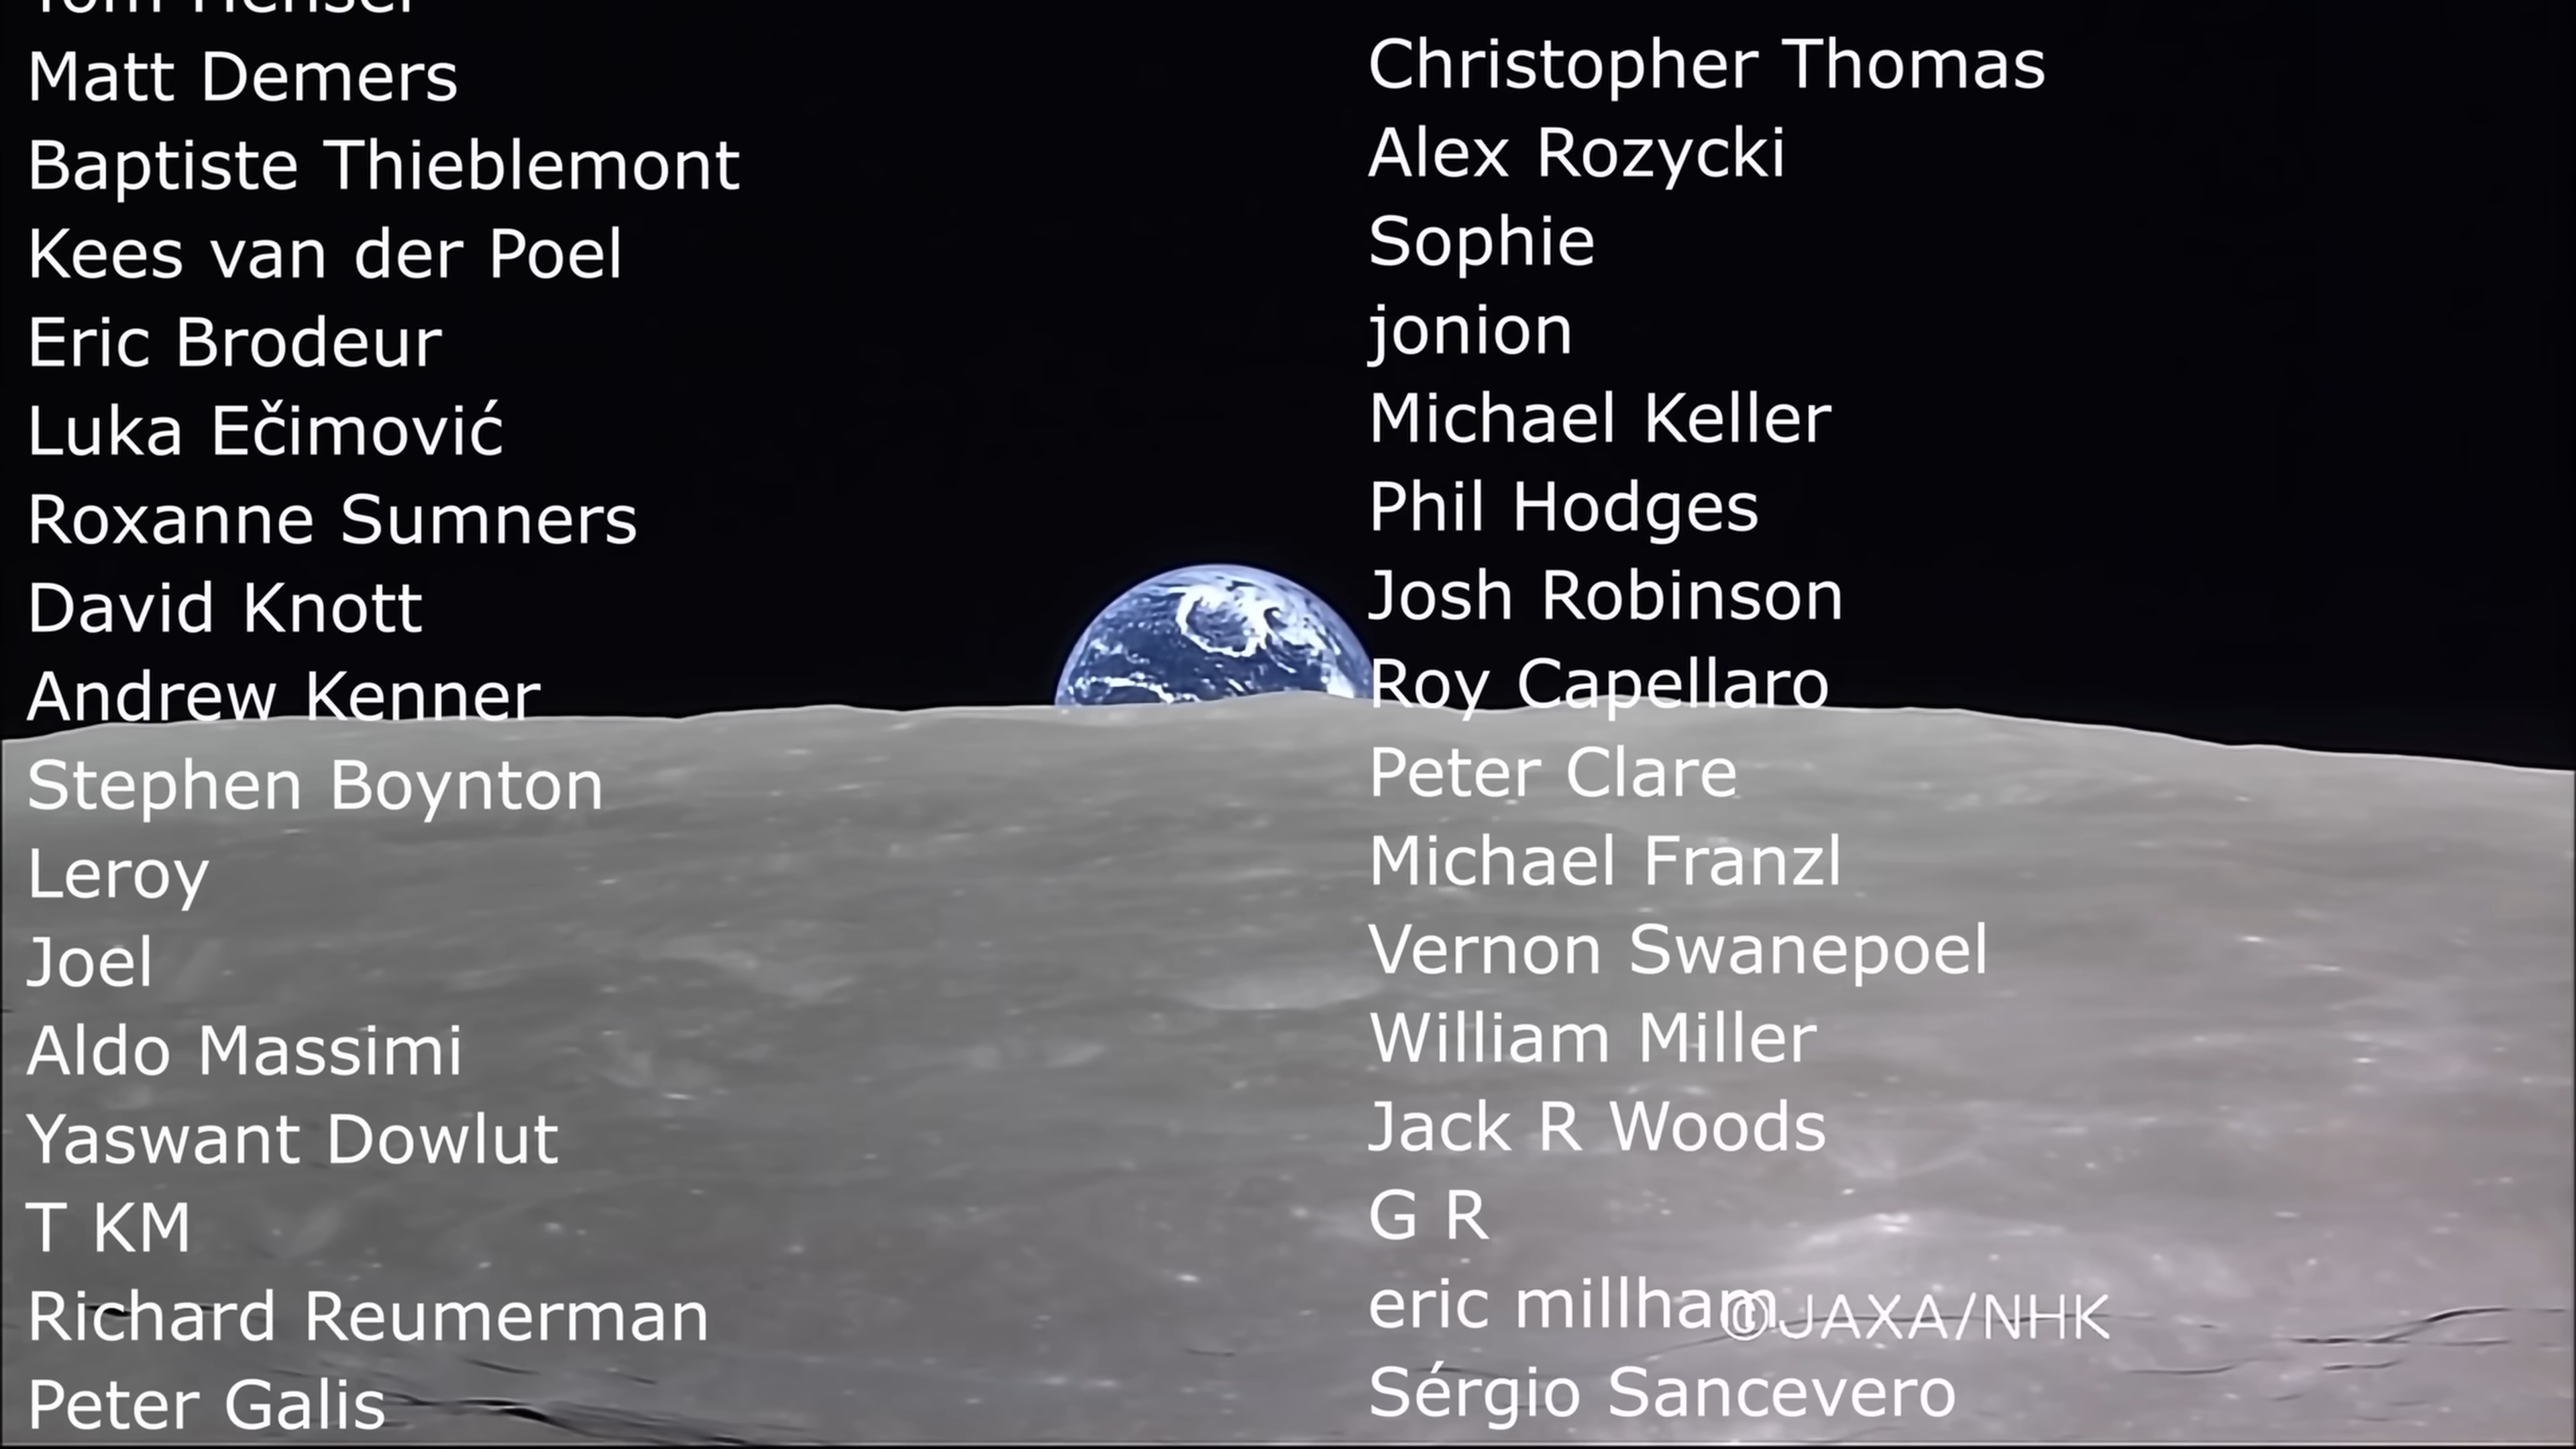 Matt Demers
Baptiste Thieblemont
Kees van der Poel
Eric Brodeur
Luka Ečimović
Roxanne Sumners
David Knott
Andrew Kenner
Stephen Boynton
Leroy
Joel
Aldo Massimi
Yaswant Dowlut
T KM
Richard Reumerman
Peter Galis
Christopher Thomas
Alex Rozycki
Sophie
jonion
Michael Keller
Phil Hodges
Josh Robinson
Roy Capellaro
Peter Clare
Michael Franzl
Vernon Swanepoel
William Miller
Jack R Woods
G R
eric millham
©JAXA/NHK
Sérgio Sancevero